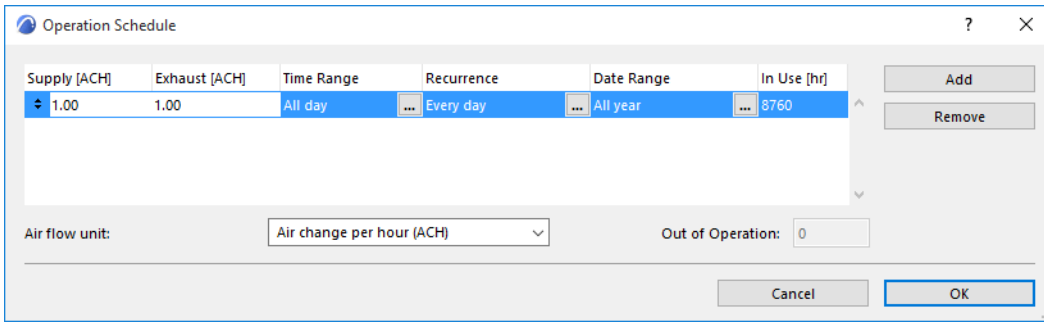 Operation Schedule ?
Supply [ACH] Exhaust [ACH] Time Range Recurrence Date Range In Use [hr] Add
1.00 1.00 All day ... Every day ... All year ... 8760
Remove
Air flow unit: Air change per hour (ACH) Out of Operation: 0
Cancel OK